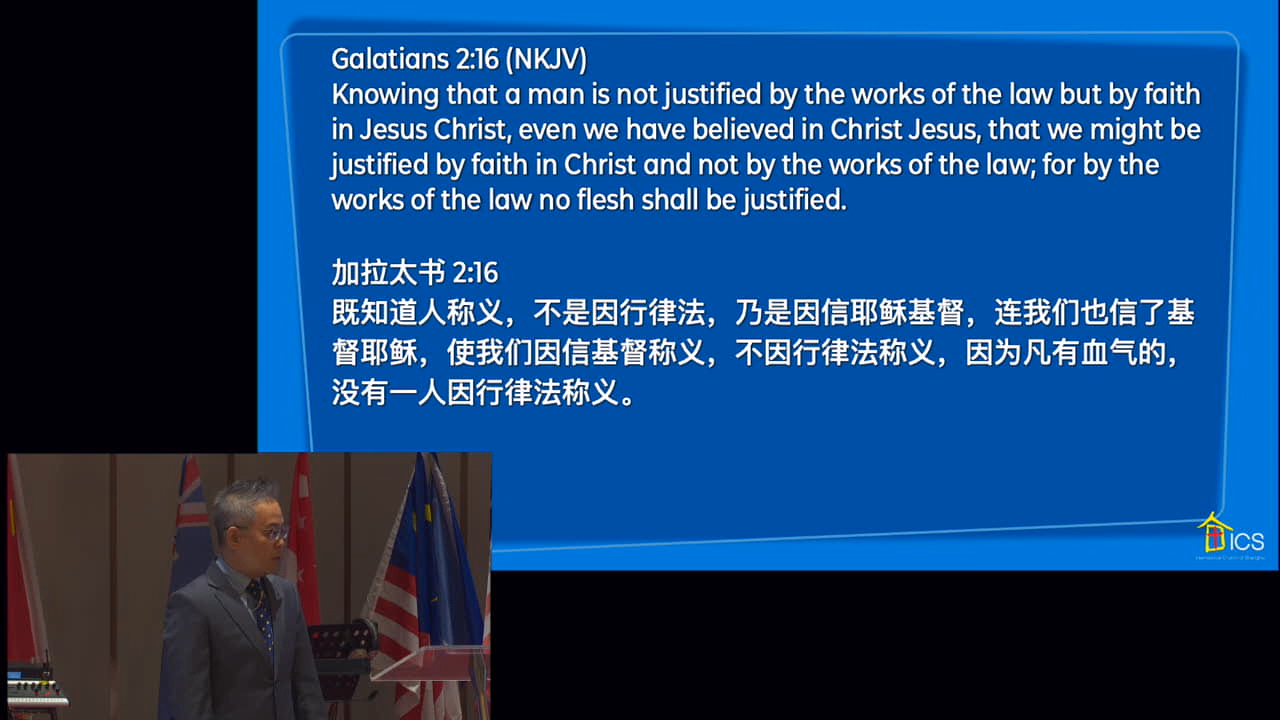 Galatians 2:16 (NKJV)
Knowing that a man is not justified by the works of the law but by faith
in Jesus Christ, even we have believed in Christ Jesus, that we might be
justified by faith in Christ and not by the works of the law; for by the
works of the law no flesh shall be justified.
加拉太书 2:16
既知道人称义，不是因行律法，乃是因信耶稣基督，连我们也信了基
督耶稣，使我们因信基督称义，不因行律法称义，因为凡有血气的，
没有一人因行律法称义。
ICS
International Church of Shanghai